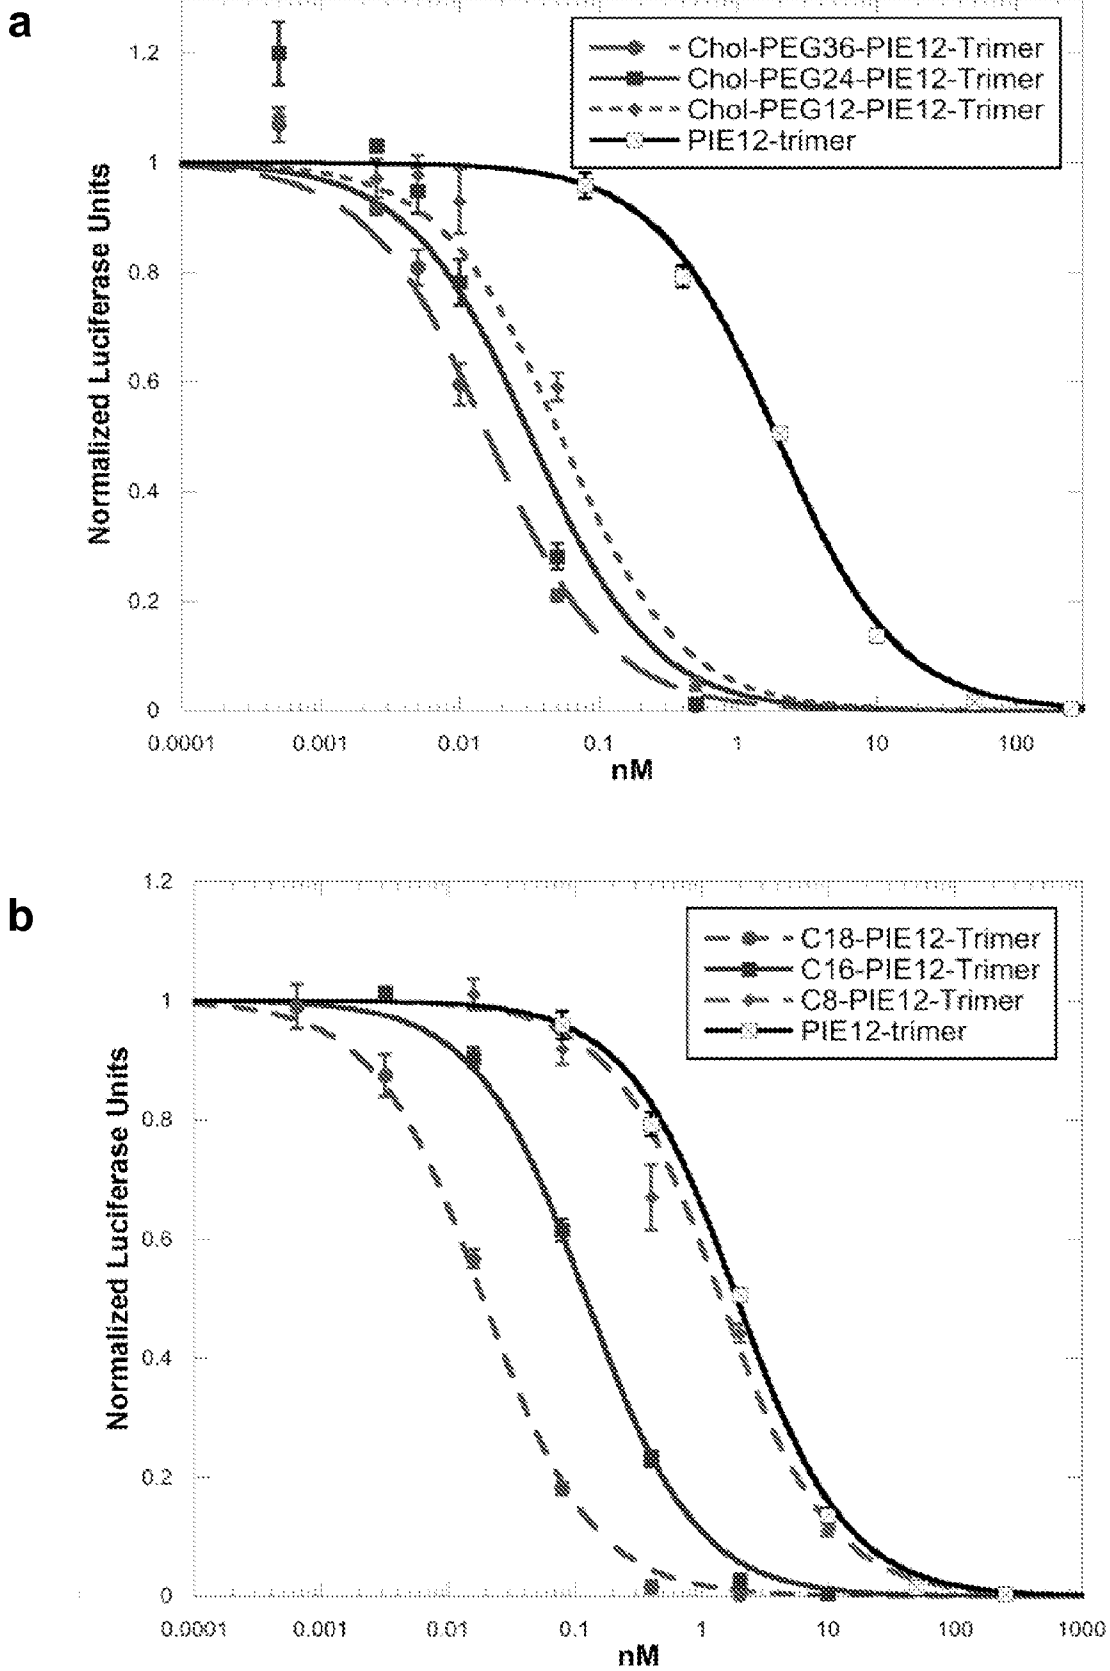 a
Chol-PEG36-PIE12-Trimer
Chol-PEG24-PIE12-Trimer
Chol-PEG12-PIE12-Trimer
PIE12-trimer
Normalized Luciferase Units
1.2
1
0.8
0.6
0.4
0.2
0
0.0001 0.001 0.01 0.1 1 10 100
nM
b
C18-PIE12-Trimer
C16-PIE12-Trimer
C8-PIE12-Trimer
PIE12-trimer
Normalized Luciferase Units
1.2
1
0.8
0.6
0.4
0.2
0
0.0001 0.001 0.01 0.1 1 10 100 1000
nM